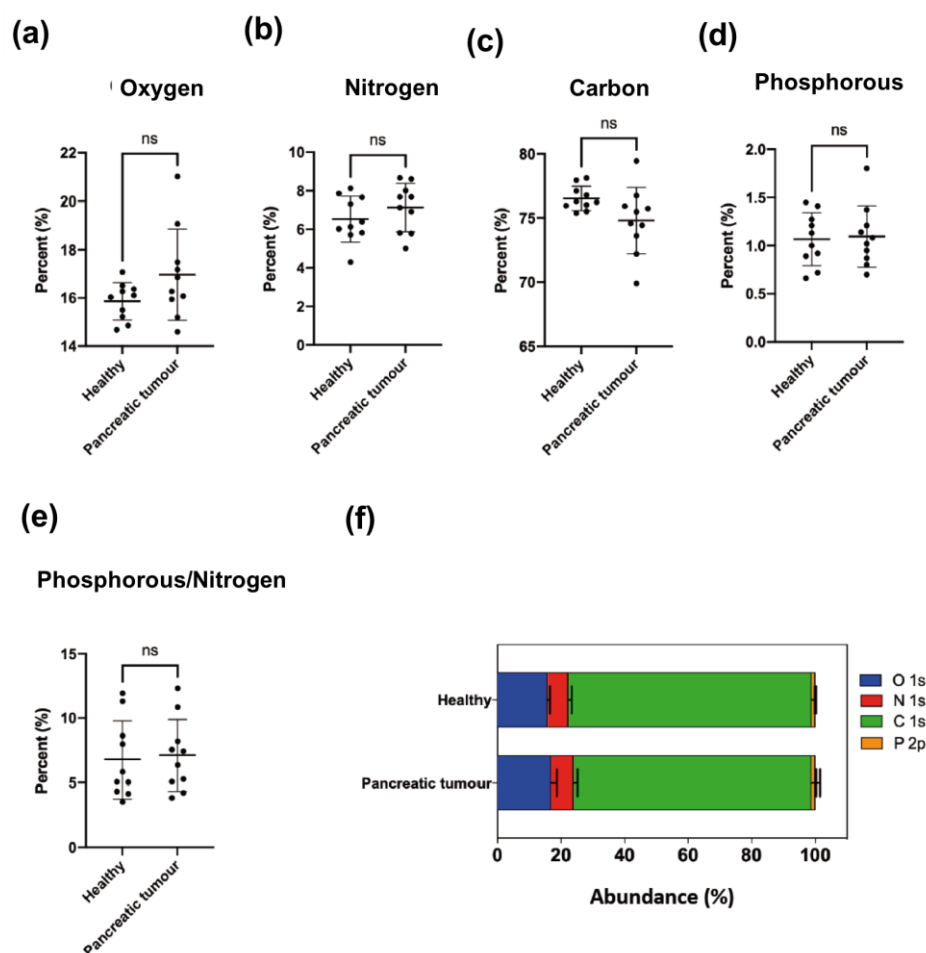 (a)
Oxygen
ns
22
20
18
16
14
Percent (%)
Healthy
Pancreatic tumour
(b)
Nitrogen
ns
10
8
6
4
2
0
Percent (%)
Healthy
Pancreatic tumour
(c)
Carbon
ns
80
75
70
65
Percent (%)
Healthy
Pancreatic tumour
(d)
Phosphorous
ns
2.0
1.5
1.0
0.5
0.0
Percent (%)
Healthy
Pancreatic tumour
(e)
Phosphorous/Nitrogen
ns
15
10
5
0
Percent (%)
Healthy
Pancreatic tumour
(f)
Healthy
Pancreatic tumour
0 20 40 60 80 100
Abundance (%)
O 1s
N 1s
C 1s
P 2p